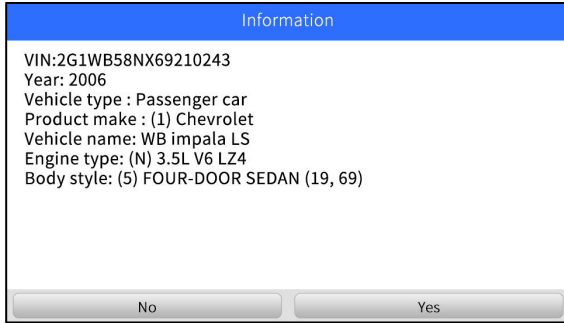 Information
VIN:2G1WB58NX69210243
Year: 2006
Vehicle type : Passenger car
Product make : (1) Chevrolet
Vehicle name: WB impala LS
Engine type: (N) 3.5L V6 LZ4
Body style: (5) FOUR-DOOR SEDAN (19, 69)
No
Yes